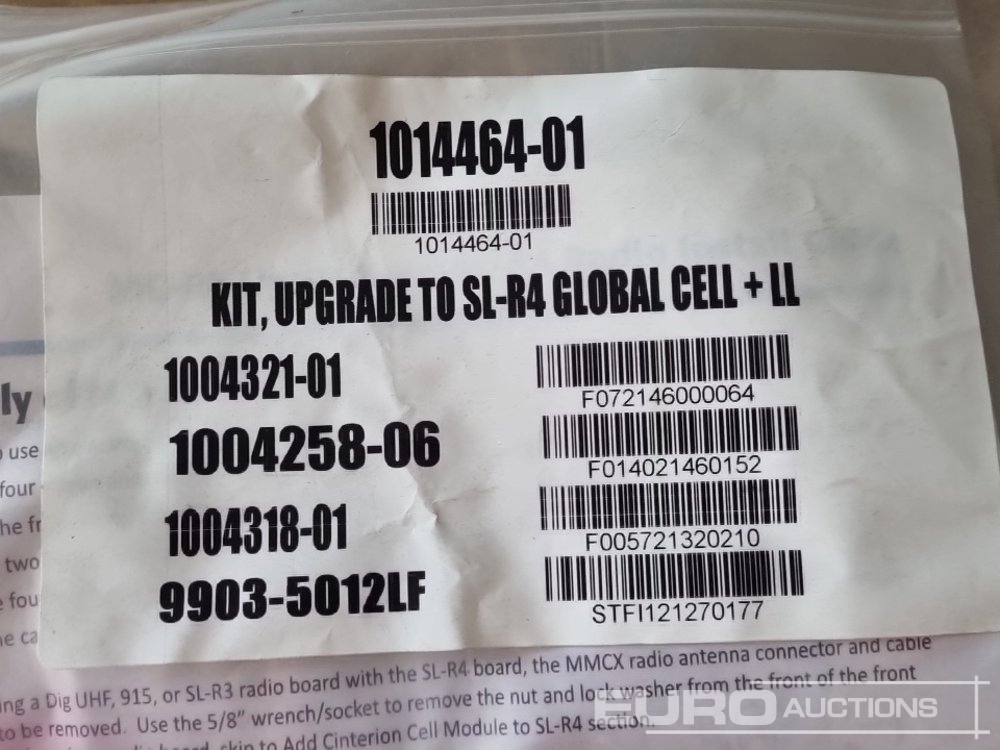 1014464-01
1014464-01
KIT, UPGRADE TO SL-R4 GLOBAL CELL + LL
1004321-01
F072146000064
1004258-06
F014021460152
1004318-01
F005721320210
9903-5012LF
STFI121270177
ly
use
four
he fr
two
fou
ne ca
ing a Dig UHF, 915, or SL-R3 radio board with the SL-R4 board, the MMCX radio antenna connector and cable
to be removed. Use the 5/8" wrench/socket to remove the nut and lock washer from the front of the front
skip to Add Cinterion Cell Module to SL-R4 section.
EURO AUCTIONS